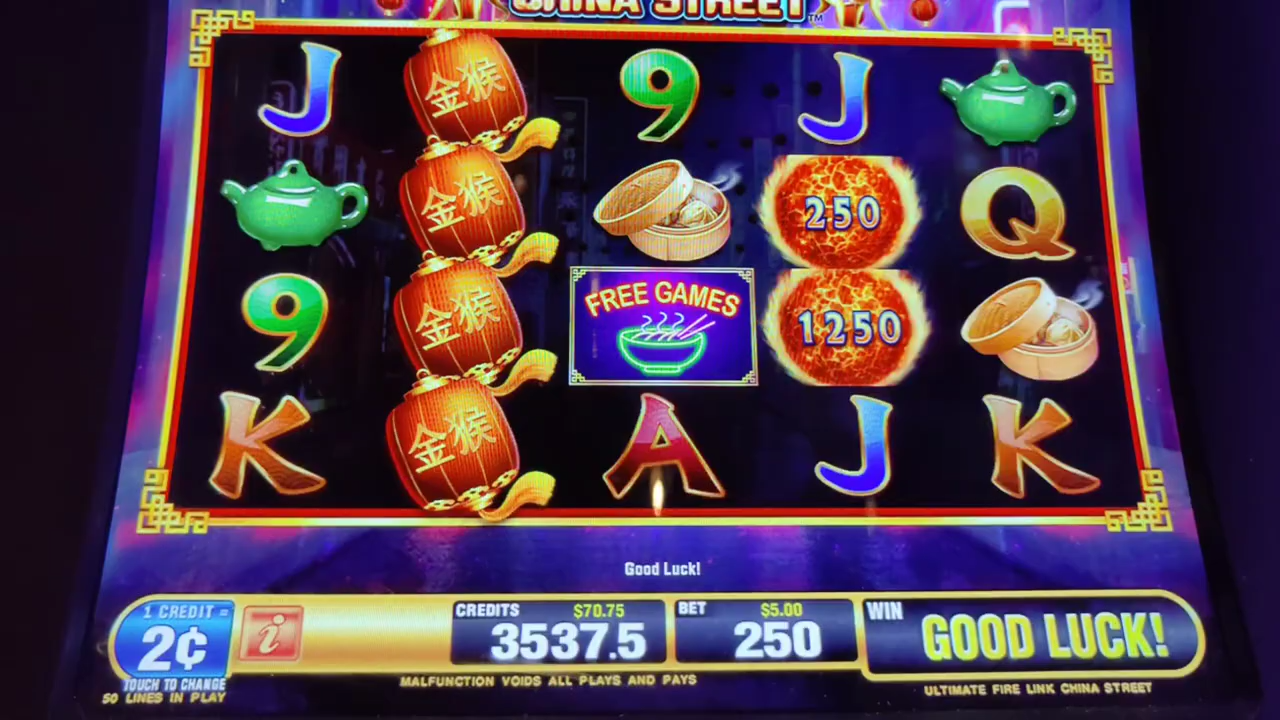 CHINA STREET™
J
金猴
9
J
金猴
250
Q
9
金猴
FREE GAMES
1250
K
金猴
A
J
K
Good Luck!
1 CREDIT =
2¢
TOUCH TO CHANGE
50 LINES IN PLAY
i
CREDITS $70.75
3537.5
BET $5.00
250
WIN
GOOD LUCK!
MALFUNCTION VOIDS ALL PLAYS AND PAYS
ULTIMATE FIRE LINK CHINA STREET